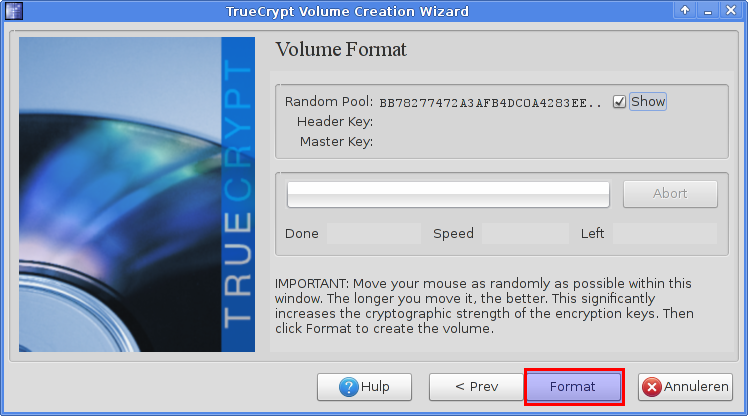 TrueCrypt Volume Creation Wizard
TRUECRYPT
Volume Format
Random Pool: BB78277472A3AFB4DC0A4283EE.. Show
Header Key:
Master Key:
Abort
Done Speed Left
IMPORTANT: Move your mouse as randomly as possible within this
window. The longer you move it, the better. This significantly
increases the cryptographic strength of the encryption keys. Then
click Format to create the volume.
Hulp < Prev Format Annuleren